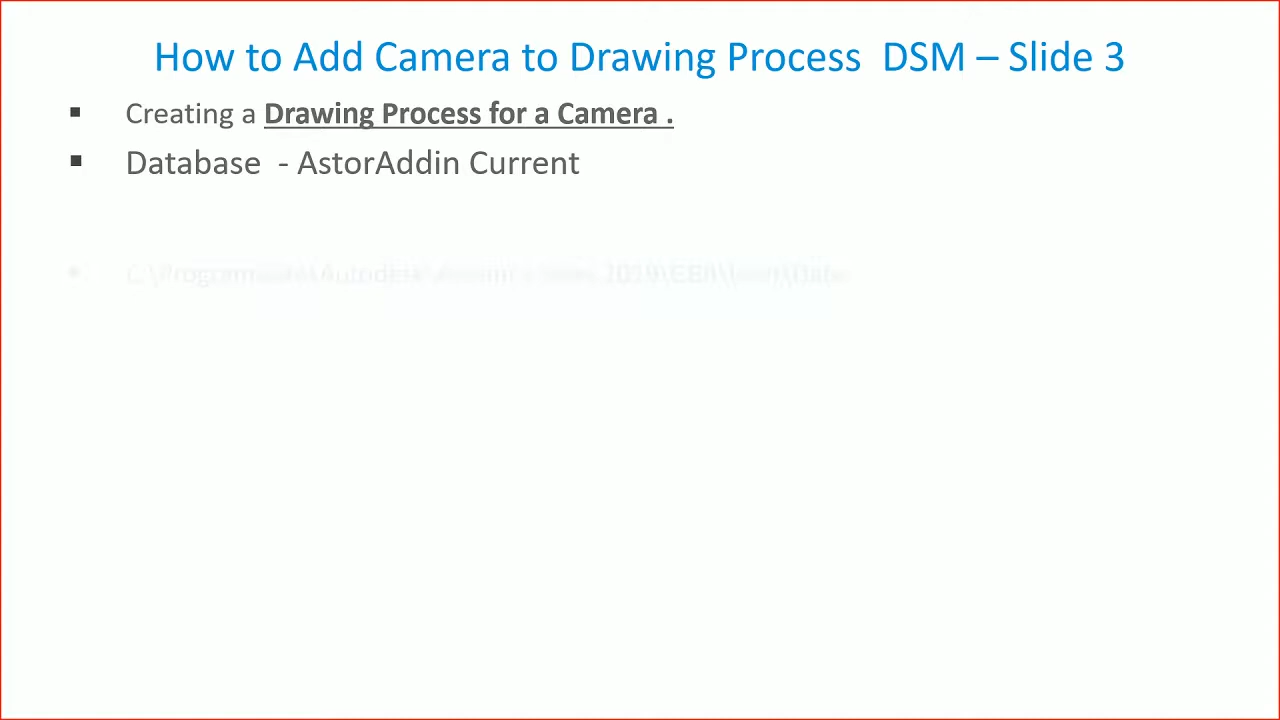 How to Add Camera to Drawing Process DSM – Slide 3
Creating a Drawing Process for a Camera .
Database - AstorAddin Current